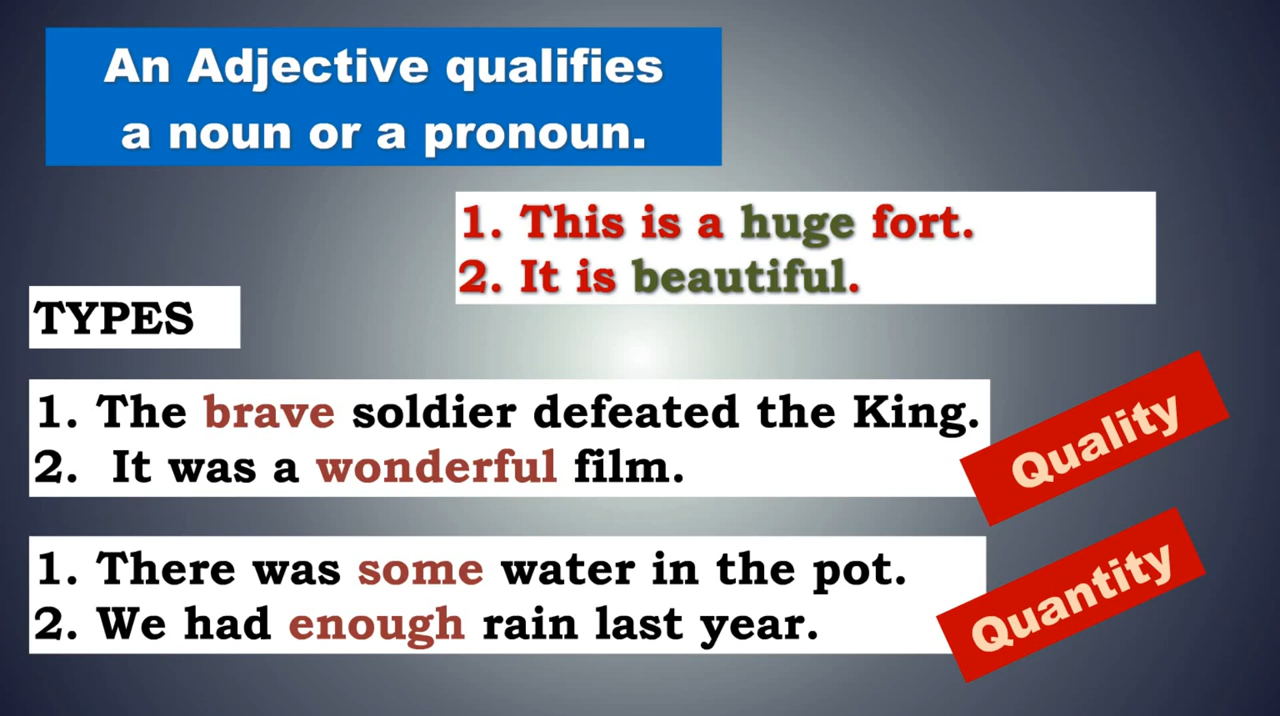 An Adjective qualifies
a noun or a pronoun.
1. This is a huge fort.
2. It is beautiful.
TYPES
1. The brave soldier defeated the King.
2. It was a wonderful film.
Quality
1. There was some water in the pot.
2. We had enough rain last year.
Quantity